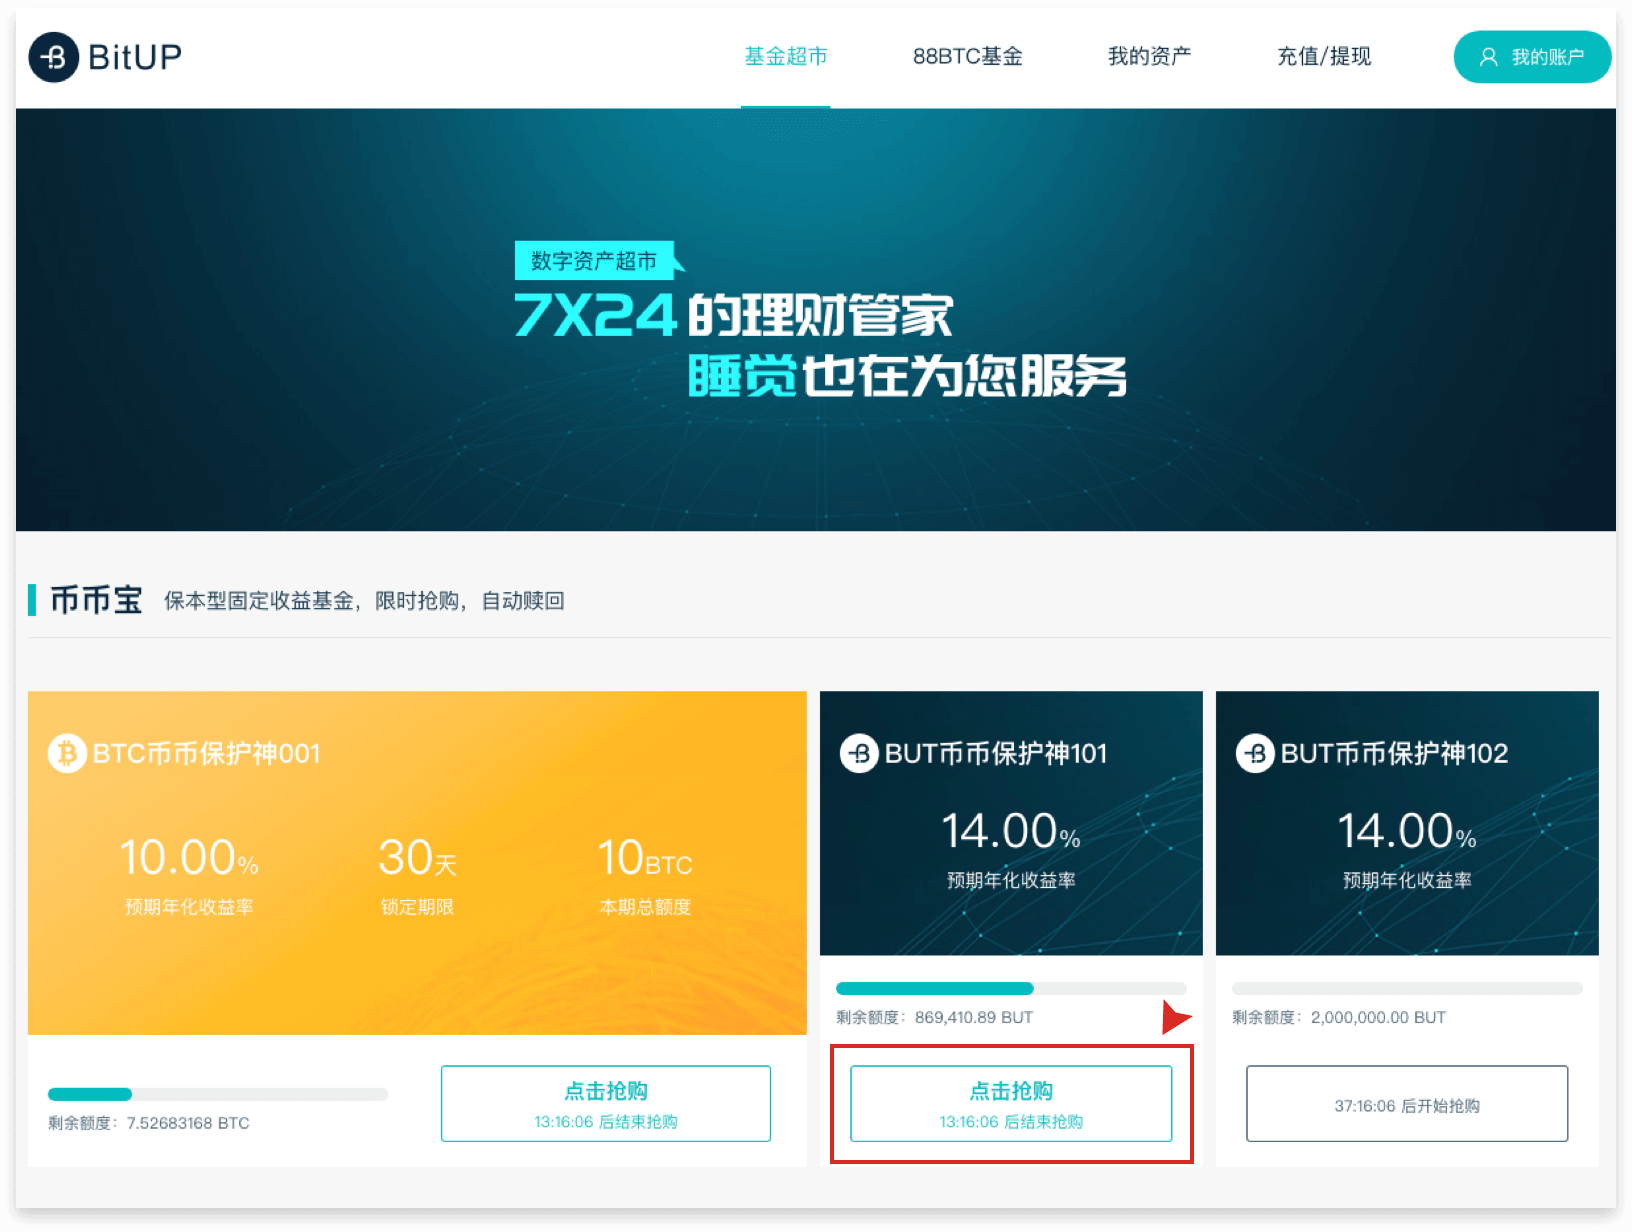 BitUP
基金超市
88BTC基金
我的资产
充值/提现
我的账户
数字资产超市
7X24的理财管家
睡觉也在为您服务
币币宝 保本型固定收益基金，限时抢购，自动赎回
BTC币币保护神001
10.00%
预期年化收益率
30天
锁定期限
10BTC
本期总额度
剩余额度：7.52683168 BTC
点击抢购
13:16:06 后结束抢购
BUT币币保护神101
14.00%
预期年化收益率
剩余额度：869,410.89 BUT
点击抢购
13:16:06 后结束抢购
BUT币币保护神102
14.00%
预期年化收益率
剩余额度：2,000,000.00 BUT
37:16:06 后开始抢购